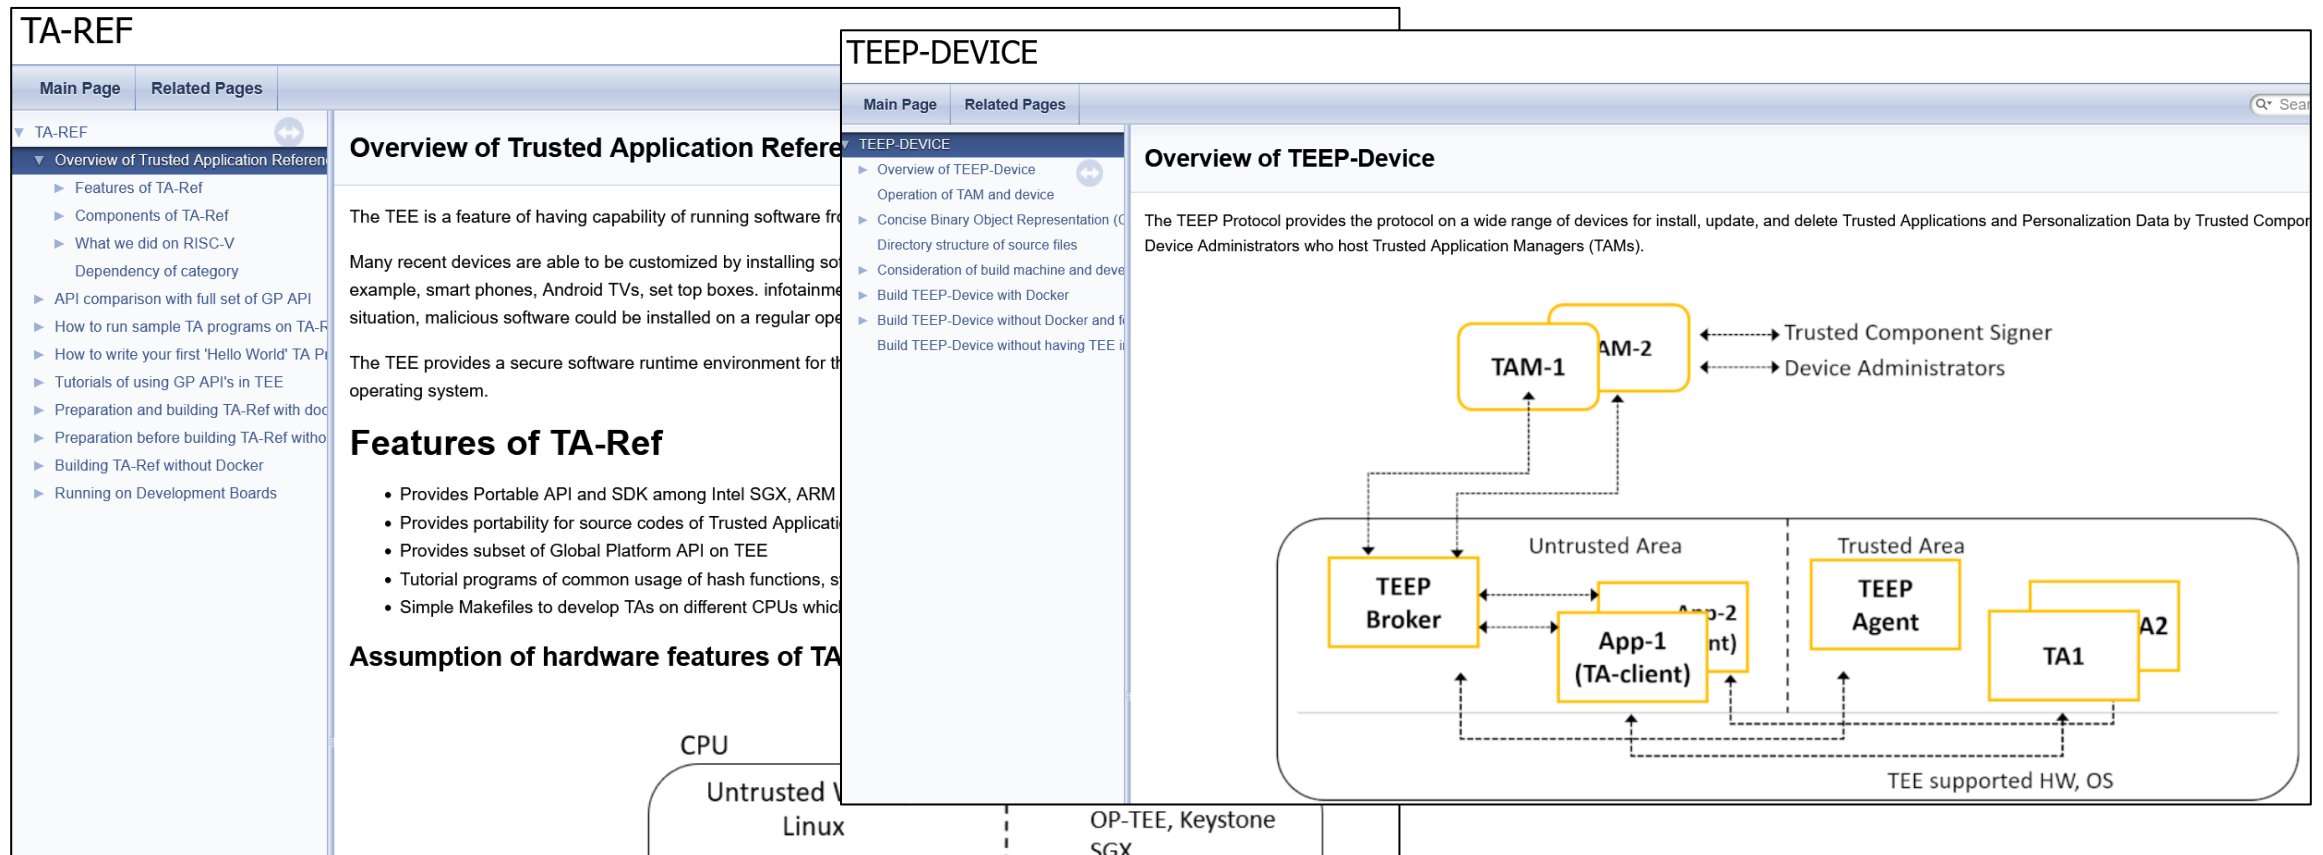 TA-REF
Main Page
Related Pages
TA-REF
Overview of Trusted Application Referen
Features of TA-Ref
Components of TA-Ref
What we did on RISC-V
Dependency of category
API comparison with full set of GP API
How to run sample TA programs on TA-R
How to write your first 'Hello World' TA Pr
Tutorials of using GP API's in TEE
Preparation and building TA-Ref with doc
Preparation before building TA-Ref witho
Building TA-Ref without Docker
Running on Development Boards
Overview of Trusted Application Refere
The TEE is a feature of having capability of running software fro
Many recent devices are able to be customized by installing sof
example, smart phones, Android TVs, set top boxes. infotainme
situation, malicious software could be installed on a regular ope
The TEE provides a secure software runtime environment for th
operating system.
Features of TA-Ref
• Provides Portable API and SDK among Intel SGX, ARM
• Provides portability for source codes of Trusted Applicati
• Provides subset of Global Platform API on TEE
• Tutorial programs of common usage of hash functions, s
• Simple Makefiles to develop TAs on different CPUs whic
Assumption of hardware features of TA
CPU
Untrusted
Linux
OP-TEE, Keystone
SGX
TEEP-DEVICE
Main Page
Related Pages
Sear
TEEP-DEVICE
Overview of TEEP-Device
Operation of TAM and device
Concise Binary Object Representation (C
Directory structure of source files
Consideration of build machine and deve
Build TEEP-Device with Docker
Build TEEP-Device without Docker and f
Build TEEP-Device without having TEE i
Overview of TEEP-Device
The TEEP Protocol provides the protocol on a wide range of devices for install, update, and delete Trusted Applications and Personalization Data by Trusted Compor
Device Administrators who host Trusted Application Managers (TAMs).
TAM-1
AM-2
Trusted Component Signer
Device Administrators
Untrusted Area
Trusted Area
TEEP
Broker
App-2
nt)
App-1
(TA-client)
TEEP
Agent
A2
TA1
TEE supported HW, OS